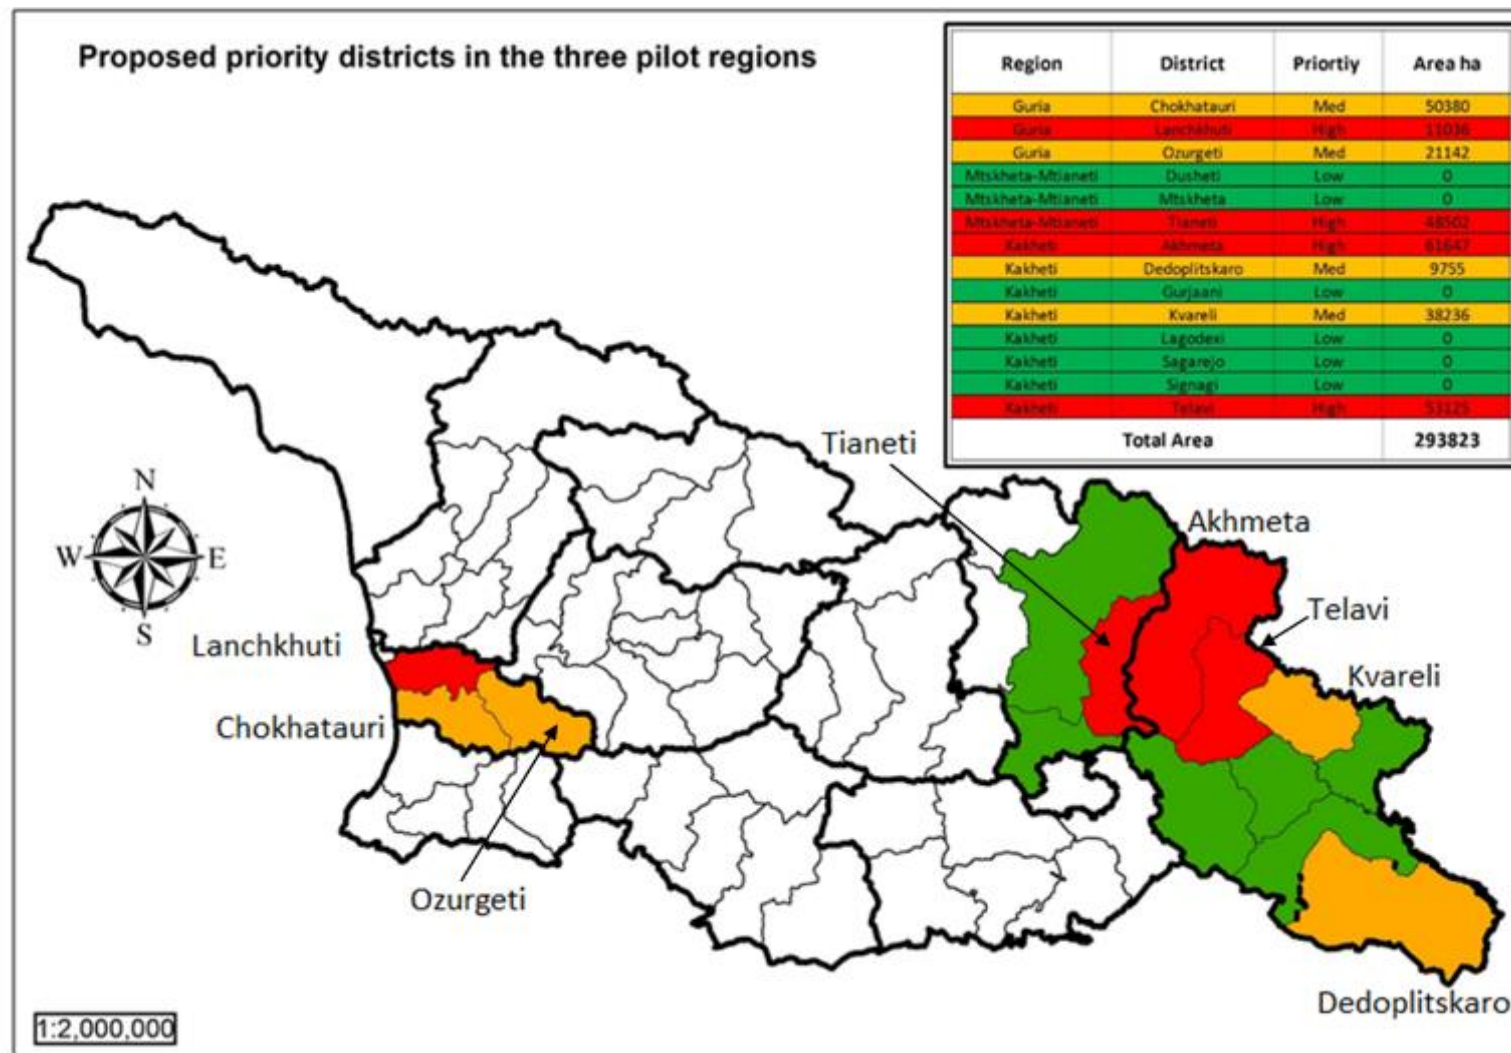 Proposed priority districts in the three pilot regions
Region District Priortiy Area ha
Guria Chokhatauri Med 50380
Guria Lanchkhuti High 11036
Guria Ozurgeti Med 21142
Mtskheta-Mtianeti Dusheti Low 0
Mtskheta-Mtianeti Mtskheta Low 0
Mtskheta-Mtianeti Tianeti High 48502
Kakheti Akhmeta High 61647
Kakheti Dedoplitskaro Med 9755
Kakheti Gurjaani Low 0
Kakheti Kvareli Med 38236
Kakheti Lagodexi Low 0
Kakheti Sagarejo Low 0
Kakheti Signagi Low 0
Kakheti Telavi High 53125
Total Area 293823
Tianeti
Akhmeta
N
W E
S
Telavi
Lanchkhuti
Kvareli
Chokhatauri
Ozurgeti
Dedoplitskaro
1:2,000,000